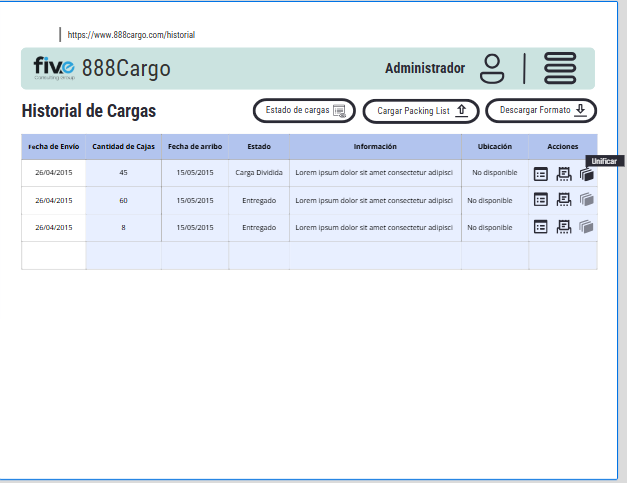 https://www.888cargo.com/historial
five Consulting Group 888Cargo Administrador
Historial de Cargas Estado de cargas Cargar Packing List Descargar Formato
Fecha de Envío Cantidad de Cajas Fecha de arribo Estado Información Ubicación Acciones
Unificar
26/04/2015 45 15/05/2015 Carga Dividida Lorem ipsum dolor sit amet consectetur adipisci No disponible
26/04/2015 60 15/05/2015 Entregado Lorem ipsum dolor sit amet consectetur adipisci No disponible
26/04/2015 8 15/05/2015 Entregado Lorem ipsum dolor sit amet consectetur adipisci No disponible